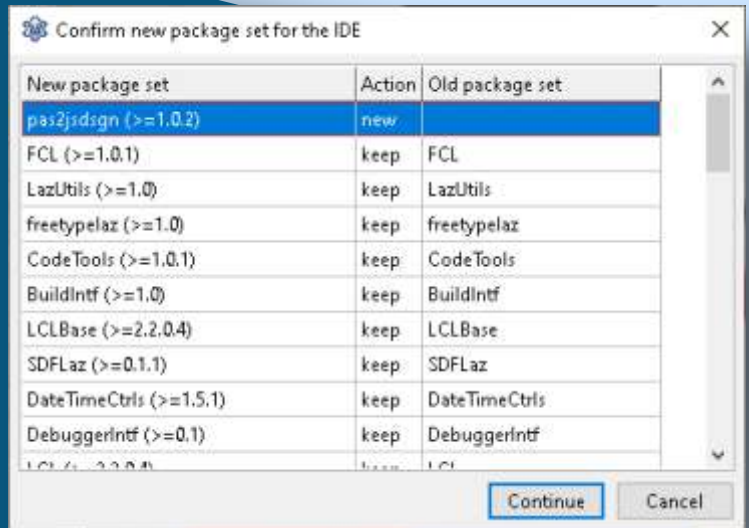 Confirm new package set for the IDE
New package set Action Old package set
pas2jsdsgn (>=1.0.2) new
FCL (>=1.0.1) keep FCL
LazUtils (>=1.0) keep LazUtils
freetypelaz (>=1.0) keep freetypelaz
CodeTools (>=1.0.1) keep CodeTools
BuildIntf (>=1.0) keep BuildIntf
LCLBase (>=2.2.0.4) keep LCLBase
SDFLaz (>=0.1.1) keep SDFLaz
DateTimeCtrls (>=1.5.1) keep DateTimeCtrls
DebuggerIntf (>=0.1) keep DebuggerIntf
Continue Cancel